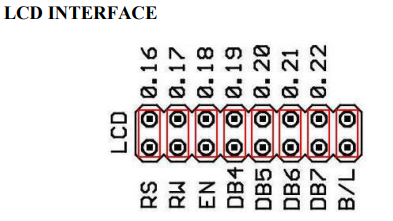 LCD INTERFACE
0.16 0.17 0.18 0.19 0.20 0.21 0.22
LCD
RS RW EN DB4 DB5 DB6 DB7 B/L